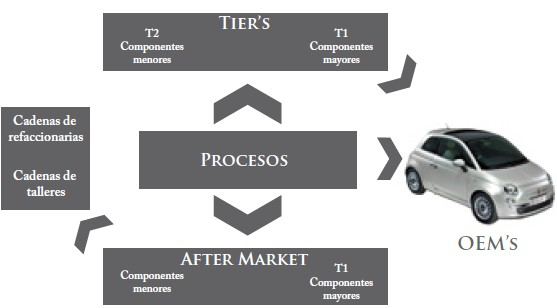 TIER'S
T2
Componentes
menores
T1
Componentes
mayores
Cadenas de
refaccionarias
Cadenas de
talleres
PROCESOS
OEM's
AFTER MARKET
Componentes
menores
T1
Componentes
mayores